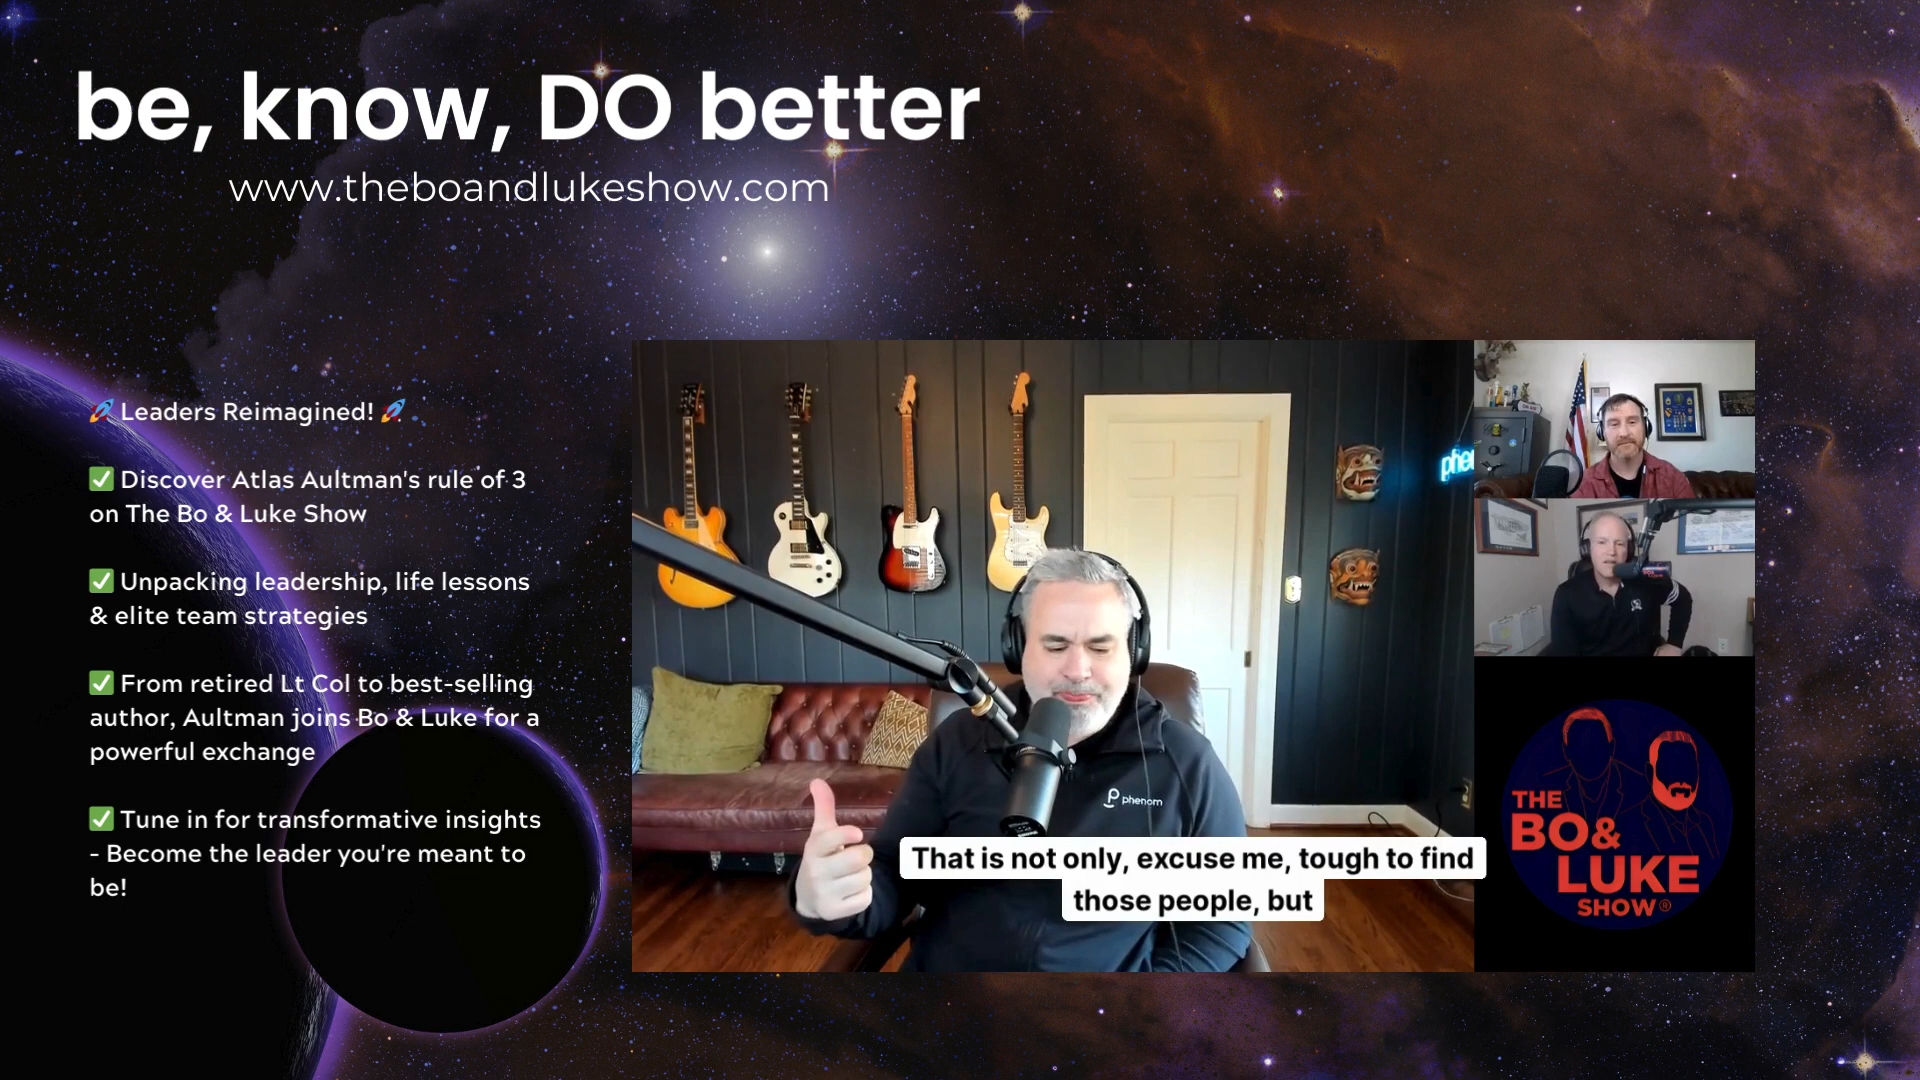 be, know, DO better
www.theboandlukeshow.com
🚀 Leaders Reimagined! 🚀
✅ Discover Atlas Aultman's rule of 3
on The Bo & Luke Show
✅ Unpacking leadership, life lessons
& elite team strategies
✅ From retired Lt Col to best-selling
author, Aultman joins Bo & Luke for a
powerful exchange
✅ Tune in for transformative insights
- Become the leader you're meant to
be!
phe
phenom
That is not only, excuse me, tough to find
those people, but
THE
BO&
LUKE
SHOW®